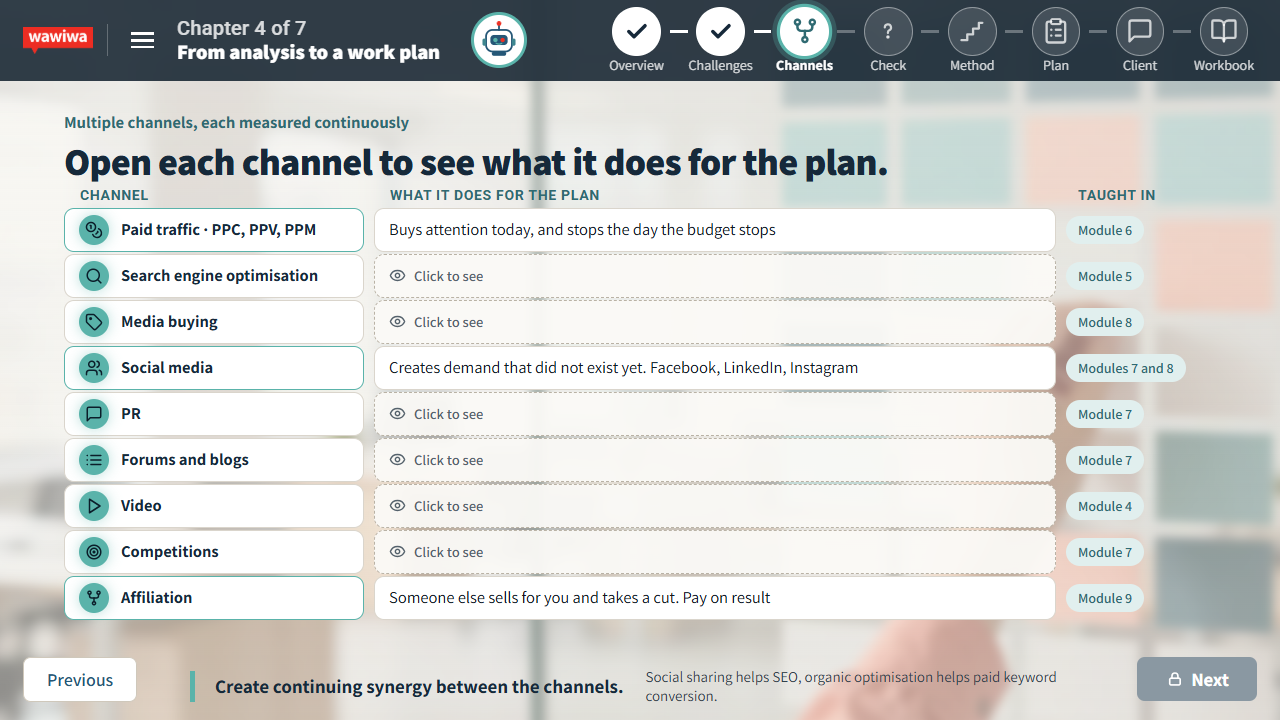 wawiwa
Chapter 4 of 7
From analysis to a work plan
Overview
Challenges
Channels
?
Check
Method
Plan
Client
Workbook
Multiple channels, each measured continuously
Open each channel to see what it does for the plan.
CHANNEL
WHAT IT DOES FOR THE PLAN
TAUGHT IN
Paid traffic · PPC, PPV, PPM
Buys attention today, and stops the day the budget stops
Module 6
Search engine optimisation
Click to see
Module 5
Media buying
Click to see
Module 8
Social media
Creates demand that did not exist yet. Facebook, LinkedIn, Instagram
Modules 7 and 8
PR
Click to see
Module 7
Forums and blogs
Click to see
Module 7
Video
Click to see
Module 4
Competitions
Click to see
Module 7
Affiliation
Someone else sells for you and takes a cut. Pay on result
Module 9
Previous
Create continuing synergy between the channels.
Social sharing helps SEO, organic optimisation helps paid keyword
conversion.
Next